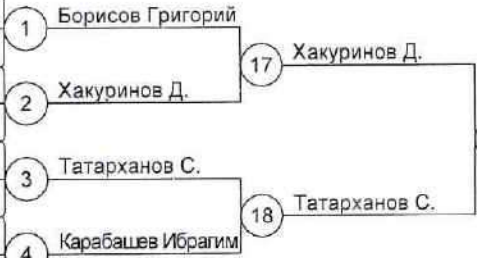 1 Борисов Григорий
17 Хакуринов Д.
2 Хакуринов Д.
3 Татарханов С.
18 Татарханов С.
4 Карабашев Ибрагим